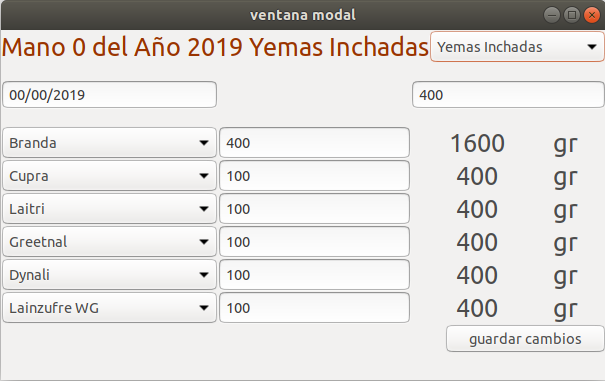 ventana modal
Mano 0 del Año 2019 Yemas Inchadas Yemas Inchadas
00/00/2019 400
Branda 400 1600 gr
Cupra 100 400 gr
Laitri 100 400 gr
Greetnal 100 400 gr
Dynali 100 400 gr
Lainzufre WG 100 400 gr
guardar cambios